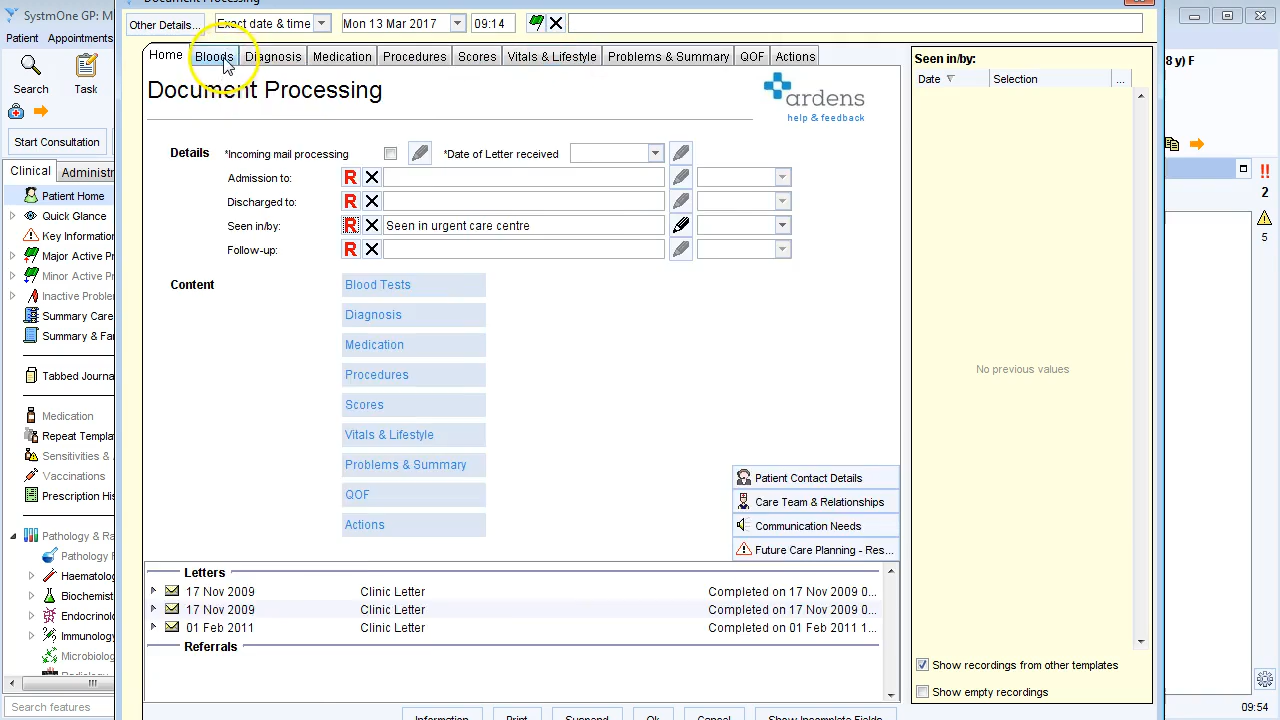 Document Processing
SystmOne GP: M
Patient Appointments
Search Task
Start Consultation
Clinical Administr
Patient Home
Quick Glance
Key Information
Major Active P
Minor Active P
Inactive Proble
Summary Care
Summary & Fa
Tabbed Journa
Medication
Repeat Templa
Sensitivities &
Vaccinations
Prescription His
Pathology & Ra
Pathology F
Haematolo
Biochemist
Endocrinol
Immunolog
Microbiolog
Radiology
Search features
Other Details... Exact date & time Mon 13 Mar 2017 09:14
Home Bloods Diagnosis Medication Procedures Scores Vitals & Lifestyle Problems & Summary QOF Actions
Document Processing
ardens
help & feedback
Details *Incoming mail processing *Date of Letter received
Admission to: R
Discharged to: R
Seen in/by: R Seen in urgent care centre
Follow-up: R
Content
Blood Tests
Diagnosis
Medication
Procedures
Scores
Vitals & Lifestyle
Problems & Summary
QOF
Actions
Patient Contact Details
Care Team & Relationships
Communication Needs
Future Care Planning - Res...
Letters
17 Nov 2009 Clinic Letter Completed on 17 Nov 2009 0...
17 Nov 2009 Clinic Letter Completed on 17 Nov 2009 0...
01 Feb 2011 Clinic Letter Completed on 01 Feb 2011 1...
Referrals
Information Print Suspend Ok Cancel Show Incomplete Fields
Seen in/by:
Date Selection ...
No previous values
Show recordings from other templates
Show empty recordings
8 y) F
!!
2
5
09:54